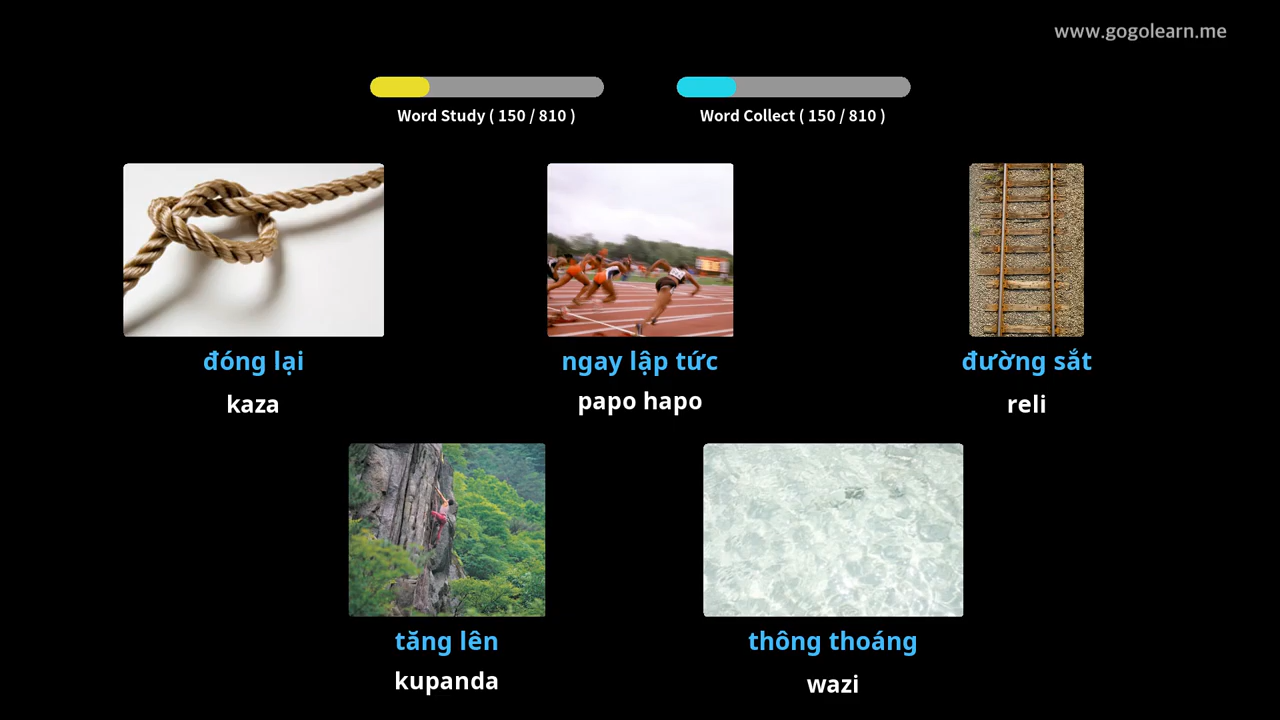 www.gogolearn.me
Word Study ( 150 / 810 )
Word Collect ( 150 / 810 )
đóng lại
kaza
ngay lập tức
papo hapo
đường sắt
reli
tăng lên
kupanda
thông thoáng
wazi